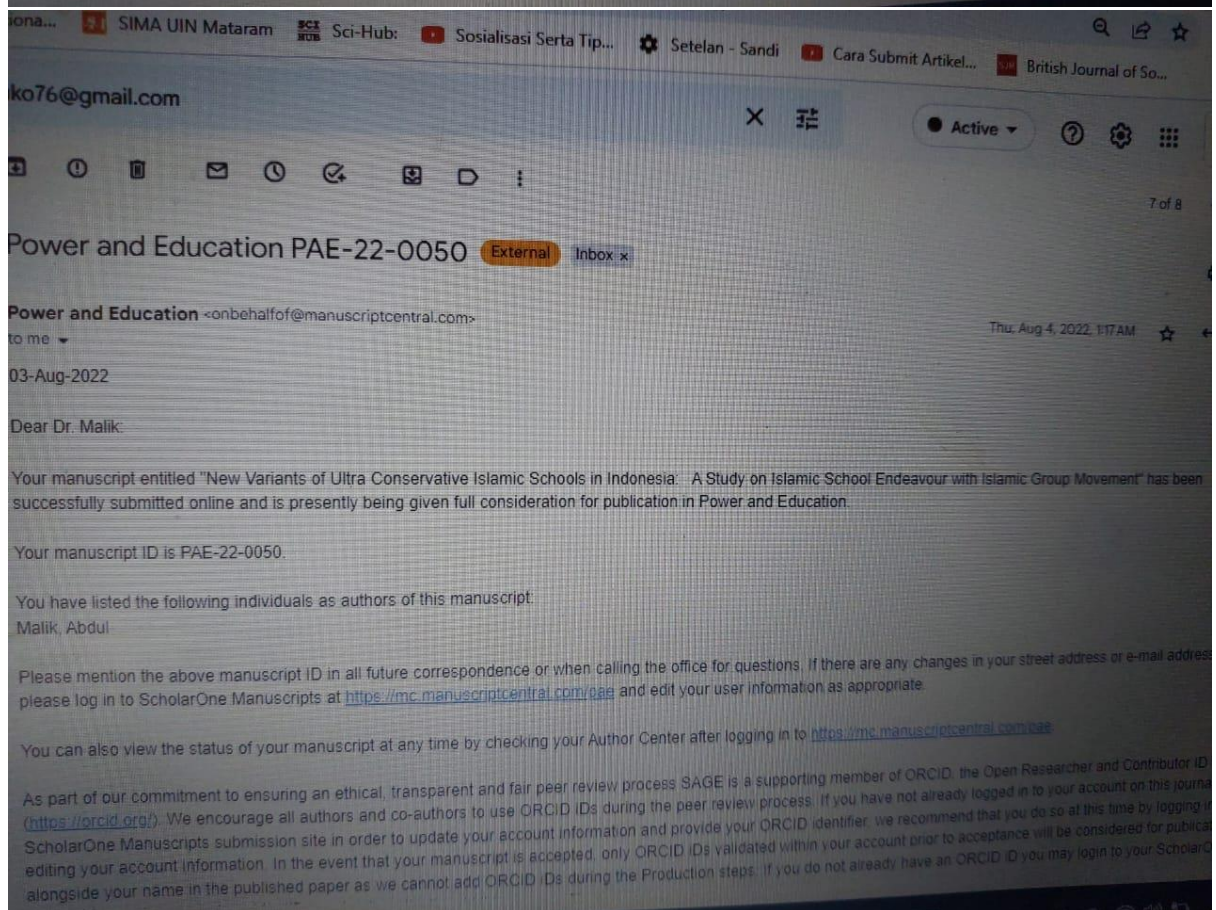 SIMA UIN Mataram SCI HUB Sci-Hub: Sosialisasi Serta Tip... Setelan - Sandi Cara Submit Artikel... British Journal of So...
ko76@gmail.com
Active
7 of 8
Power and Education PAE-22-0050 External Inbox x
Power and Education <onbehalfof@manuscriptcentral.com>
Thu, Aug 4, 2022, 1:17 AM
to me
03-Aug-2022
Dear Dr. Malik:
Your manuscript entitled "New Variants of Ultra Conservative Islamic Schools in Indonesia: A Study on Islamic School Endeavour with Islamic Group Movement" has been
successfully submitted online and is presently being given full consideration for publication in Power and Education.
Your manuscript ID is PAE-22-0050.
You have listed the following individuals as authors of this manuscript:
Malik, Abdul
Please mention the above manuscript ID in all future correspondence or when calling the office for questions. If there are any changes in your street address or e-mail address,
please log in to ScholarOne Manuscripts at https://mc.manuscriptcentral.com/pae and edit your user information as appropriate.
You can also view the status of your manuscript at any time by checking your Author Center after logging in to https://mc.manuscriptcentral.com/pae
As part of our commitment to ensuring an ethical, transparent and fair peer review process SAGE is a supporting member of ORCID, the Open Researcher and Contributor ID
(https://orcid.org/). We encourage all authors and co-authors to use ORCID iDs during the peer review process. If you have not already logged in to your account on this journal
ScholarOne Manuscripts submission site in order to update your account information and provide your ORCID identifier, we recommend that you do so at this time by logging in
editing your account information. In the event that your manuscript is accepted, only ORCID iDs validated within your account prior to acceptance will be considered for publicat
alongside your name in the published paper as we cannot add ORCID iDs during the Production steps. If you do not already have an ORCID iD you may login to your ScholarO